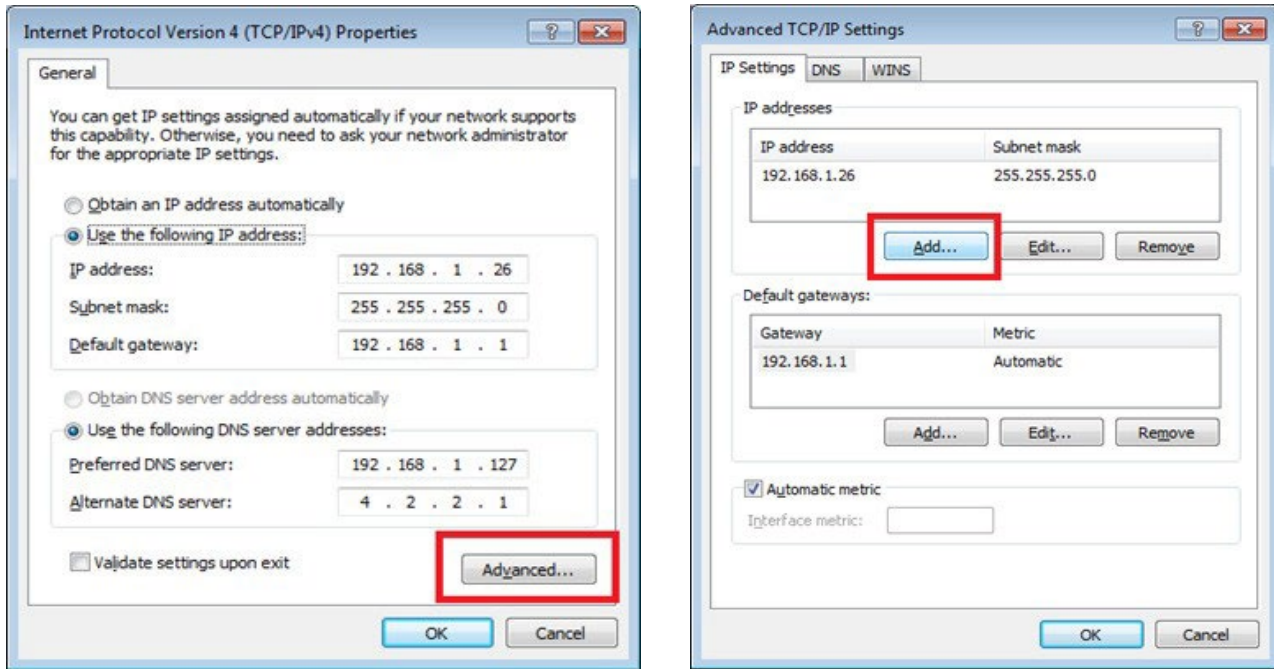 Internet Protocol Version 4 (TCP/IPv4) Properties
General
You can get IP settings assigned automatically if your network supports
this capability. Otherwise, you need to ask your network administrator
for the appropriate IP settings.
Obtain an IP address automatically
Use the following IP address:
IP address: 192 . 168 . 1 . 26
Subnet mask: 255 . 255 . 255 . 0
Default gateway: 192 . 168 . 1 . 1
Obtain DNS server address automatically
Use the following DNS server addresses:
Preferred DNS server: 192 . 168 . 1 . 127
Alternate DNS server: 4 . 2 . 2 . 1
Validate settings upon exit
Advanced...
OK Cancel
Advanced TCP/IP Settings
IP Settings DNS WINS
IP addresses
IP address Subnet mask
192.168.1.26 255.255.255.0
Add... Edit... Remove
Default gateways:
Gateway Metric
192.168.1.1 Automatic
Add... Edit... Remove
Automatic metric
Interface metric:
OK Cancel